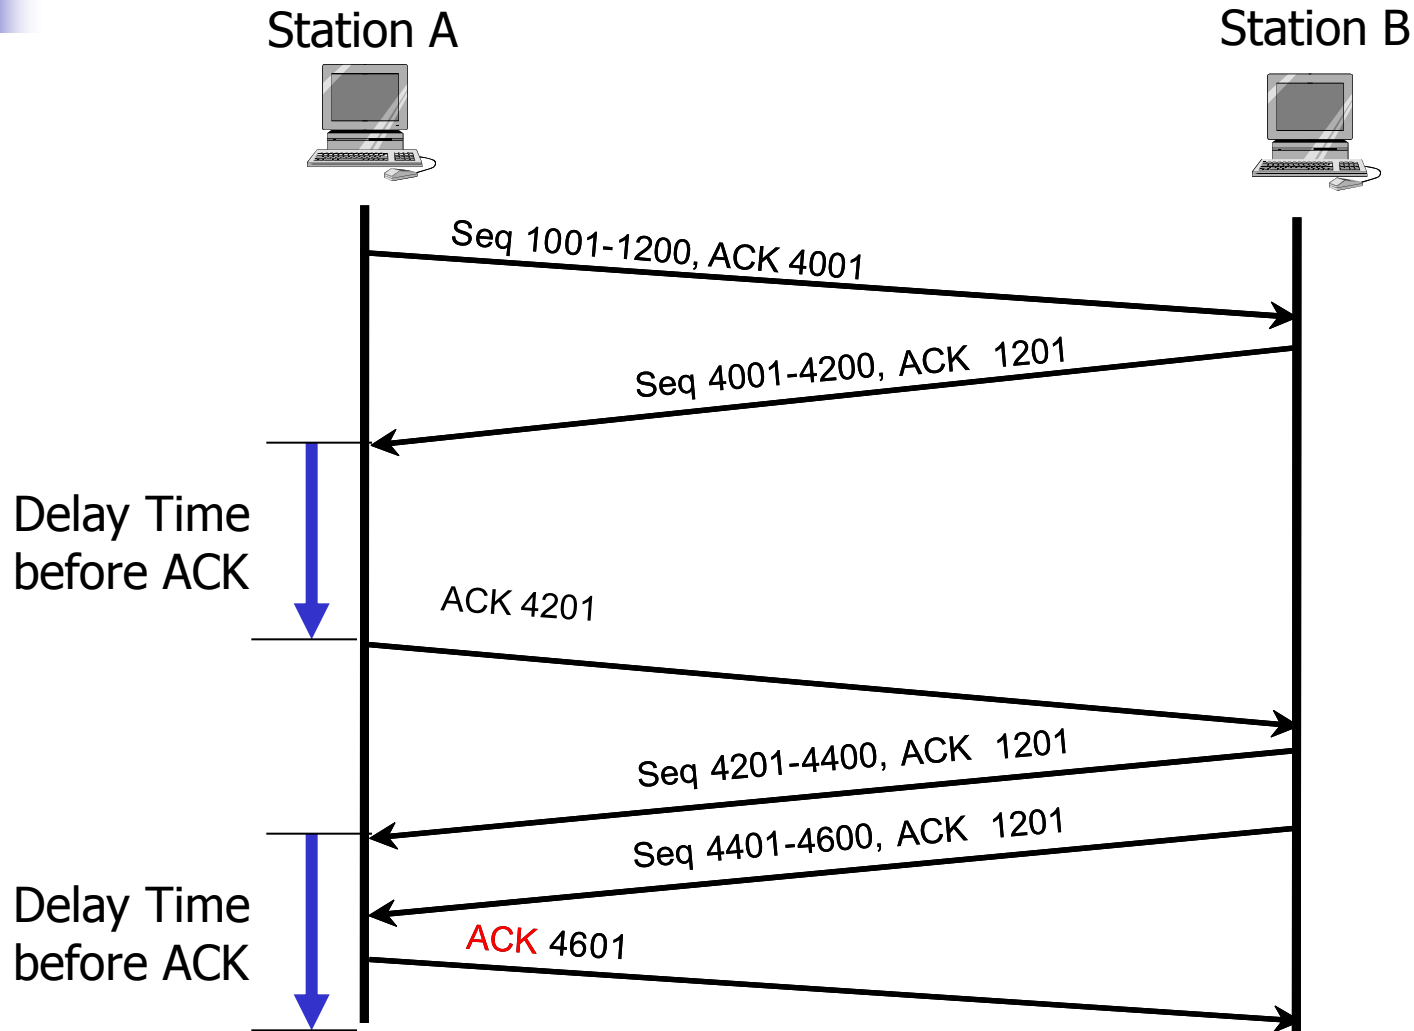 Station A
Station B
Seq 1001-1200, ACK 4001
Seq 4001-4200, ACK 1201
Delay Time
before ACK
ACK 4201
Seq 4201-4400, ACK 1201
Seq 4401-4600, ACK 1201
Delay Time
before ACK
ACK 4601